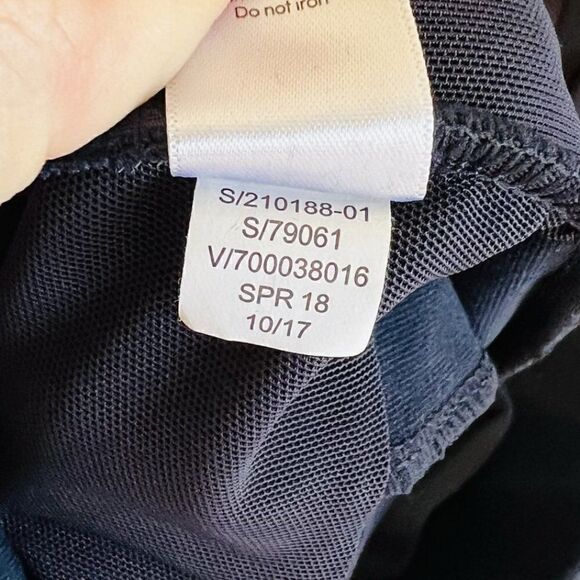 Do not iron
S/210188-01
S/79061
V/700038016
SPR 18
10/17